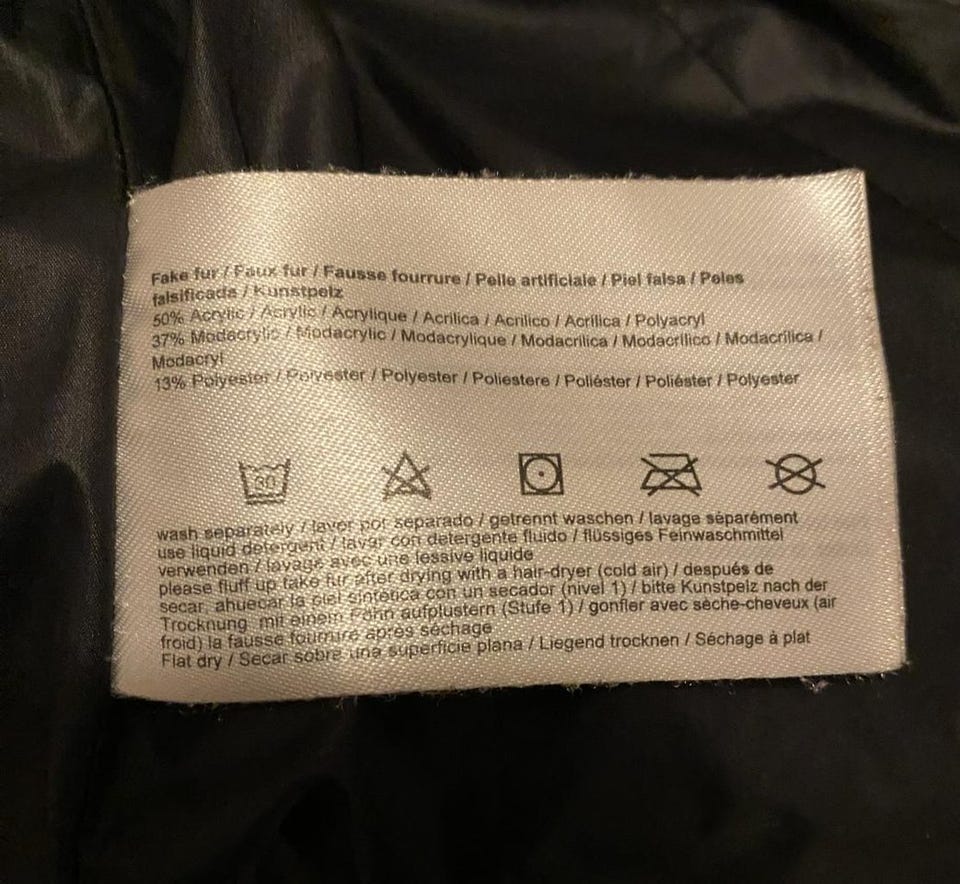 Fake fur / Faux fur / Fausse fourrure / Pelle artificiale / Piel falsa / Peles
falsificada / Kunstpelz
50% Acrylic / Acrylic / Acrylique / Acrilica / Acrilico / Acrílica / Polyacryl
37% Modacrylic / Modacrylic / Modacrylique / Modacrilica / Modacrílico / Modacrílica /
Modacryl
13% Polyester / Polyester / Polyester / Poliestere / Poliéster / Poliéster / Polyester
30
wash separately / laver por separado / getrennt waschen / lavage séparément
use liquid detergent / lavar con detergente fluido / flüssiges Feinwaschmittel
verwenden / lavage avec une lessive liquide
please fluff up fake fur after drying with a hair-dryer (cold air) / después de
secar, ahuecar la piel sintética con un secador (nivel 1) / bitte Kunstpelz nach der
Trocknung mit einem Föhn aufplustern (Stufe 1) / gonfler avec sèche-cheveux (air
froid) la fausse fourrure après séchage
Flat dry / Secar sobre una superficie plana / Liegend trocknen / Séchage à plat